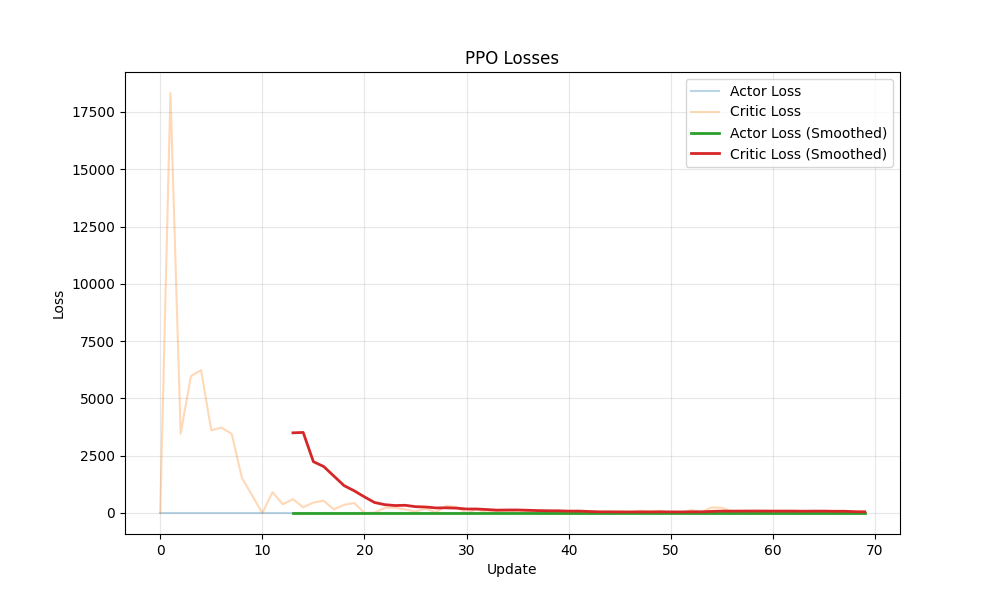 PPO Losses
Loss
17500
15000
12500
10000
7500
5000
2500
0
Actor Loss
Critic Loss
Actor Loss (Smoothed)
Critic Loss (Smoothed)
0 10 20 30 40 50 60 70
Update